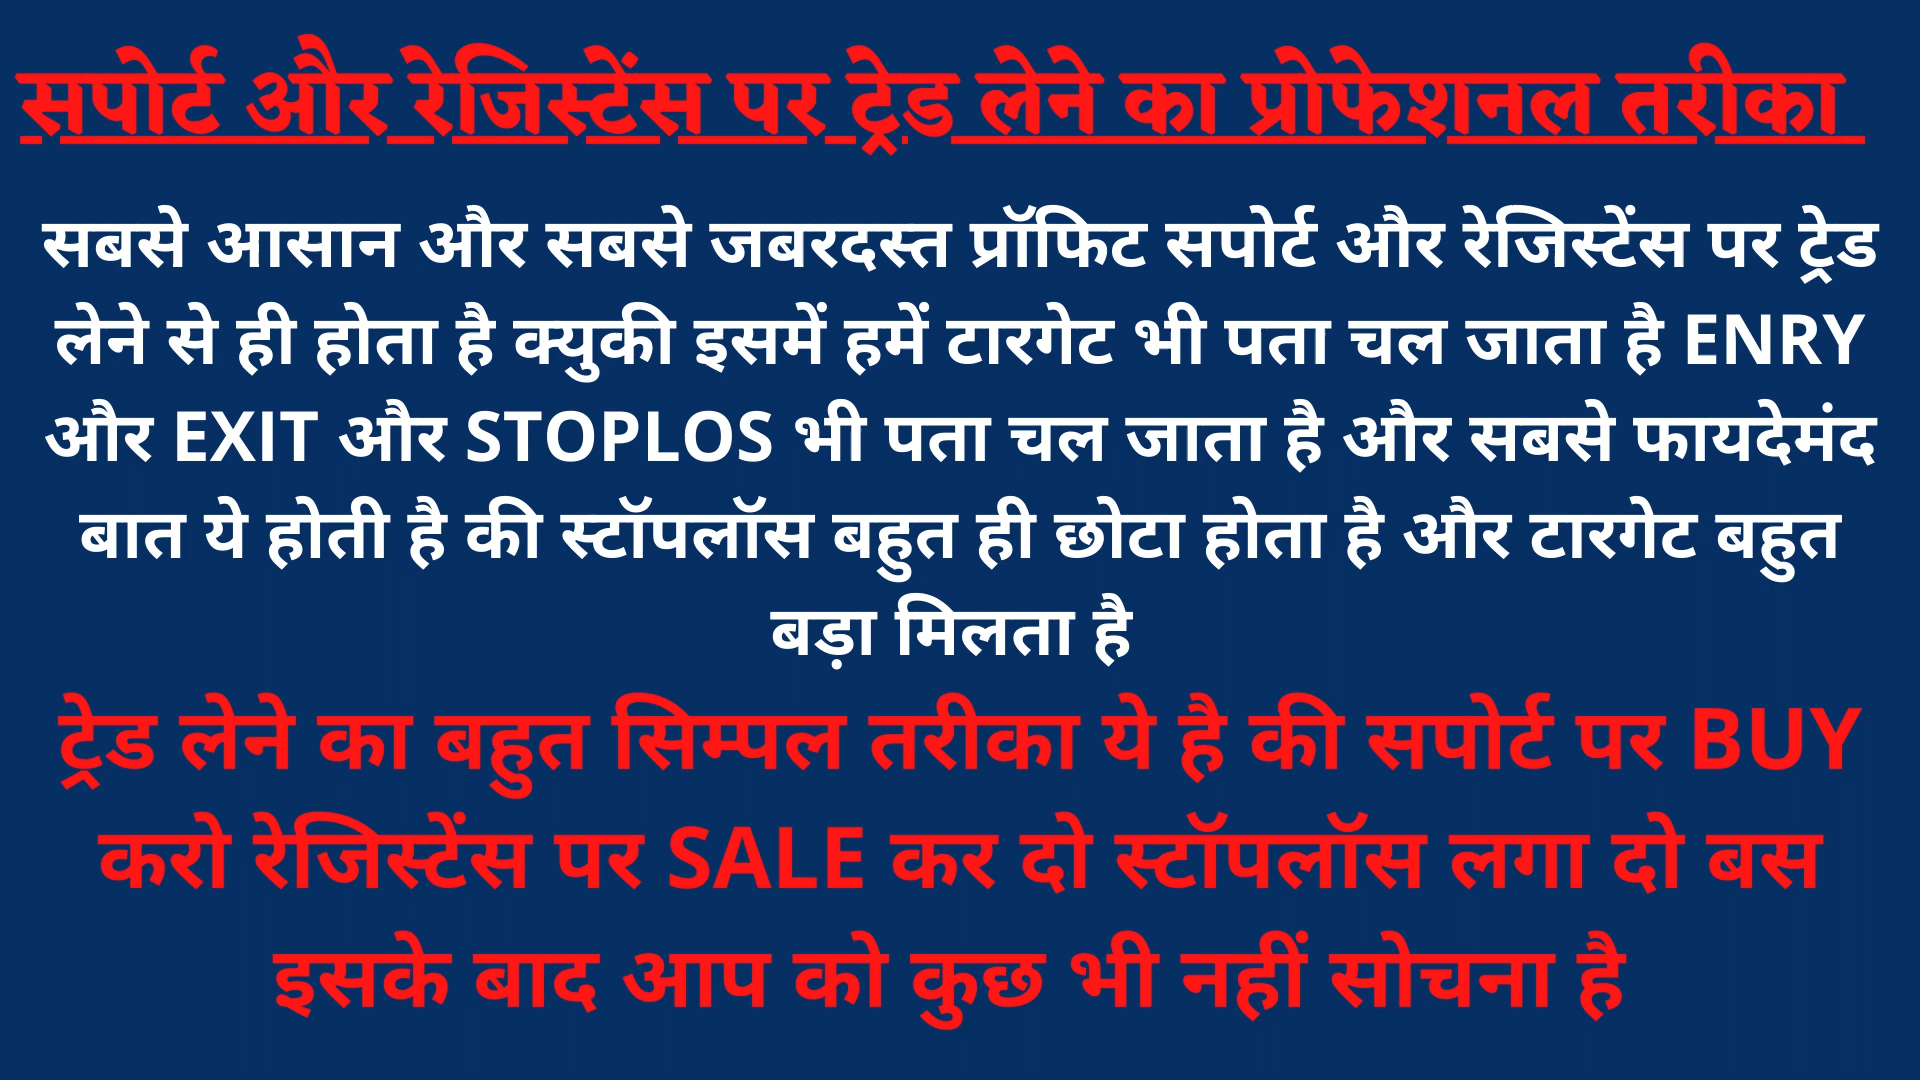 सपोर्ट और रेजिस्टेंस पर ट्रेड लेने का प्रोफेशनल तरीका
सबसे आसान और सबसे जबरदस्त प्रॉफिट सपोर्ट और रेजिस्टेंस पर ट्रेड
लेने से ही होता है क्युकी इसमें हमें टारगेट भी पता चल जाता है ENRY
और EXIT और STOPLOS भी पता चल जाता है और सबसे फायदेमंद
बात ये होती है की स्टॉपलॉस बहुत ही छोटा होता है और टारगेट बहुत
बड़ा मिलता है
ट्रेड लेने का बहुत सिम्पल तरीका ये है की सपोर्ट पर BUY
करो रेजिस्टेंस पर SALE कर दो स्टॉपलॉस लगा दो बस
इसके बाद आप को कुछ भी नहीं सोचना है